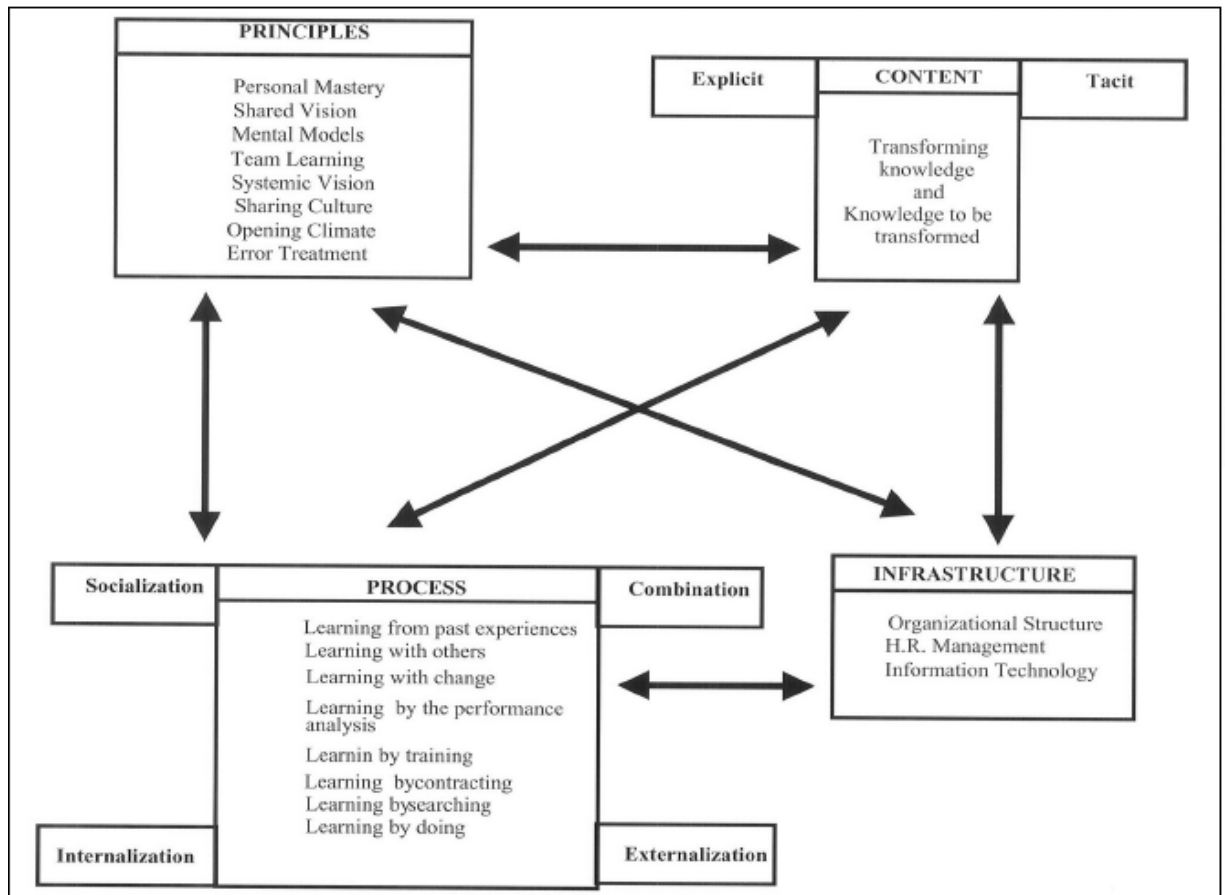 PRINCIPLES
Personal Mastery
Shared Vision
Mental Models
Team Learning
Systemic Vision
Sharing Culture
Opening Climate
Error Treatment
Explicit
CONTENT
Tacit
Transforming
knowledge
and
Knowledge to be
transformed
Socialization
PROCESS
Combination
Learning from past experiences
Learning with others
Learning with change
Learning by the performance
analysis
Learnin by training
Learning bycontracting
Learning bysearching
Learning by doing
Internalization
Externalization
INFRASTRUCTURE
Organizational Structure
H.R. Management
Information Technology